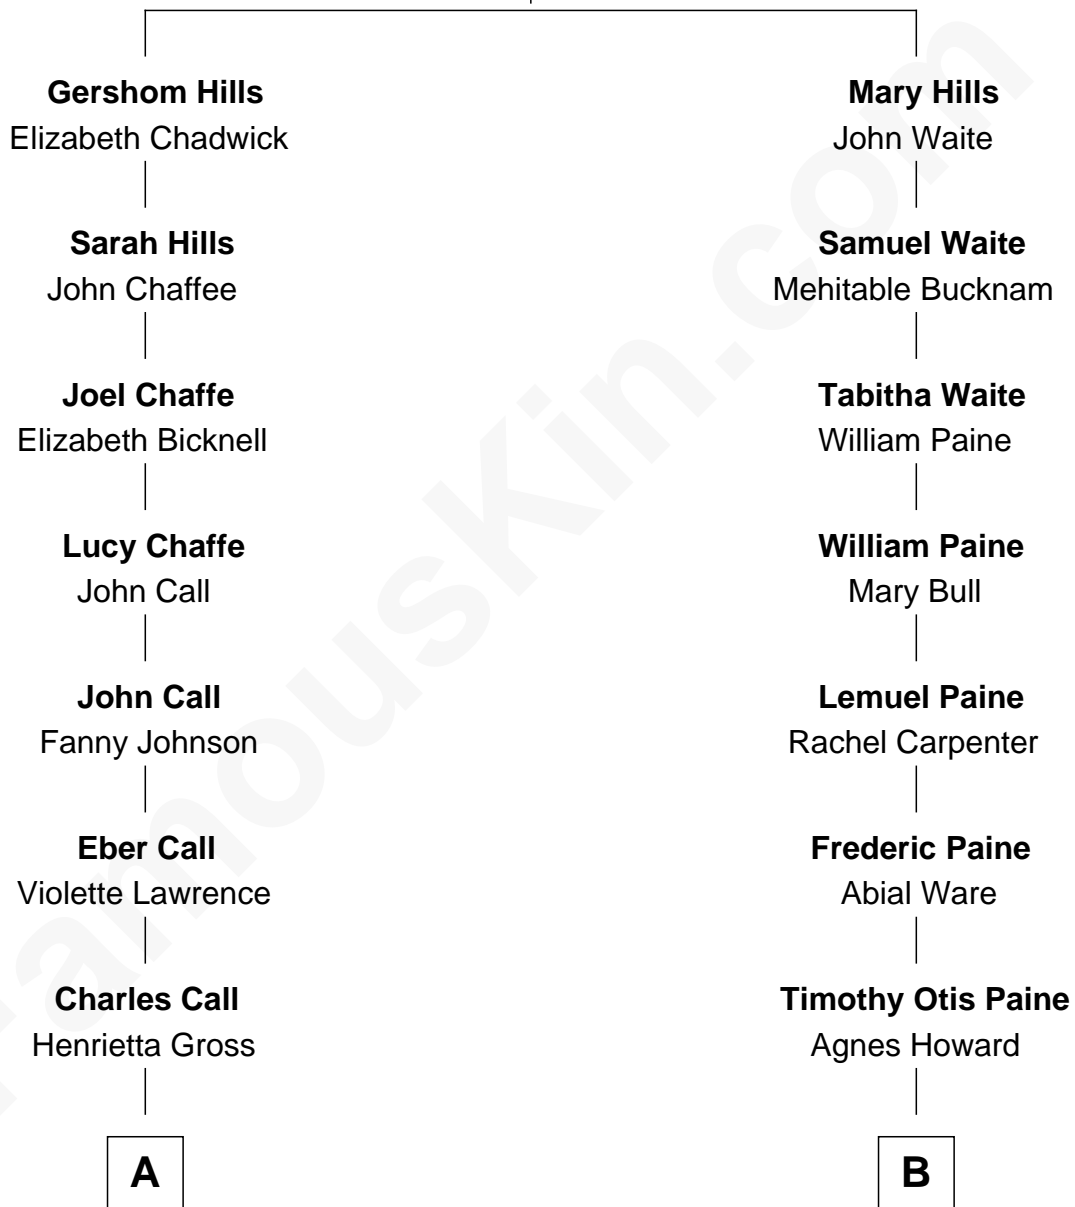 Gershom Hills
Elizabeth Chadwick
Mary Hills
John Waite
Sarah Hills
John Chaffee
Samuel Waite
Mehitable Bucknam
Joel Chaffe
Elizabeth Bicknell
Tabitha Waite
William Paine
Lucy Chaffe
John Call
William Paine
Mary Bull
John Call
Fanny Johnson
Lemuel Paine
Rachel Carpenter
Eber Call
Violette Lawrence
Frederic Paine
Abial Ware
Charles Call
Henrietta Gross
Timothy Otis Paine
Agnes Howard
A
B
FamousKin.com